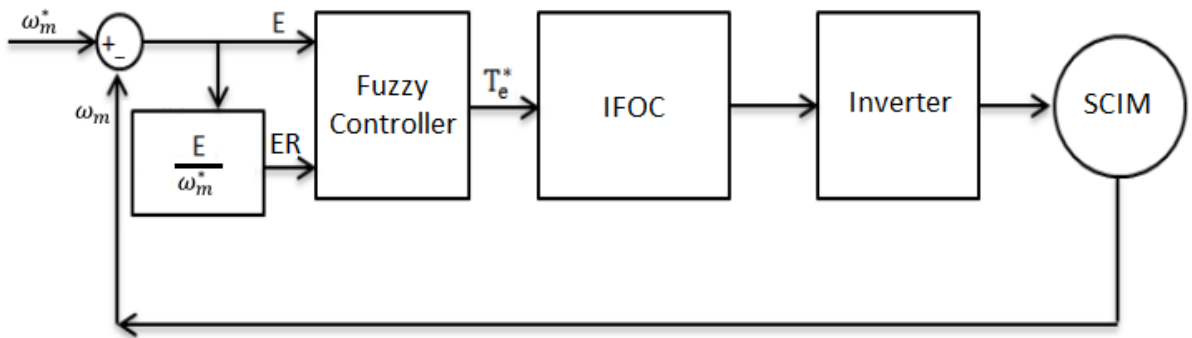 ω*ₘ
+
−
E
ωₘ
E
ω*ₘ
ER
Fuzzy
Controller
T*ₑ
IFOC
Inverter
SCIM